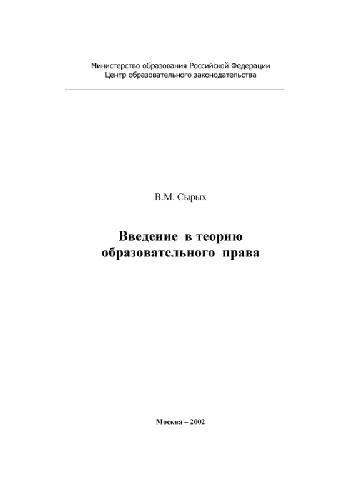 Министерство образования Российской Федерации
Центр образовательного законодательства
В.М. Сырых
Введение в теорию
образовательного права
Москва – 2002